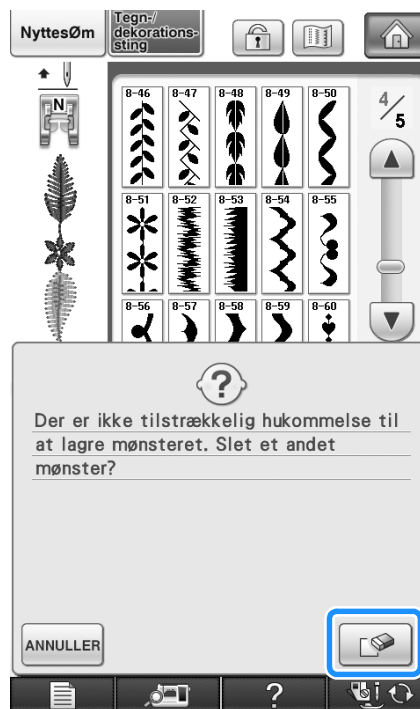 NyttesØm
Tegn-/
dekorations-
sting
N
8-46 8-47 8-48 8-49 8-50
4/5
8-51 8-52 8-53 8-54 8-55
8-56 8-57 8-58 8-59 8-60
?
Der er ikke tilstrækkelig hukommelse til
at lagre mønsteret. Slet et andet
mønster?
ANNULLER
?